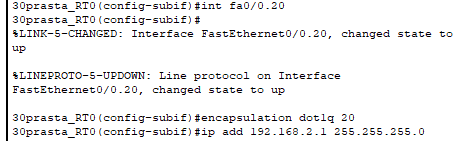 30prasta_RT0(config-subif)#int fa0/0.20
30prasta_RT0(config-subif)#
%LINK-5-CHANGED: Interface FastEthernet0/0.20, changed state to
up
%LINEPROTO-5-UPDOWN: Line protocol on Interface
FastEthernet0/0.20, changed state to up
30prasta_RT0(config-subif)#encapsulation dot1q 20
30prasta_RT0(config-subif)#ip add 192.168.2.1 255.255.255.0